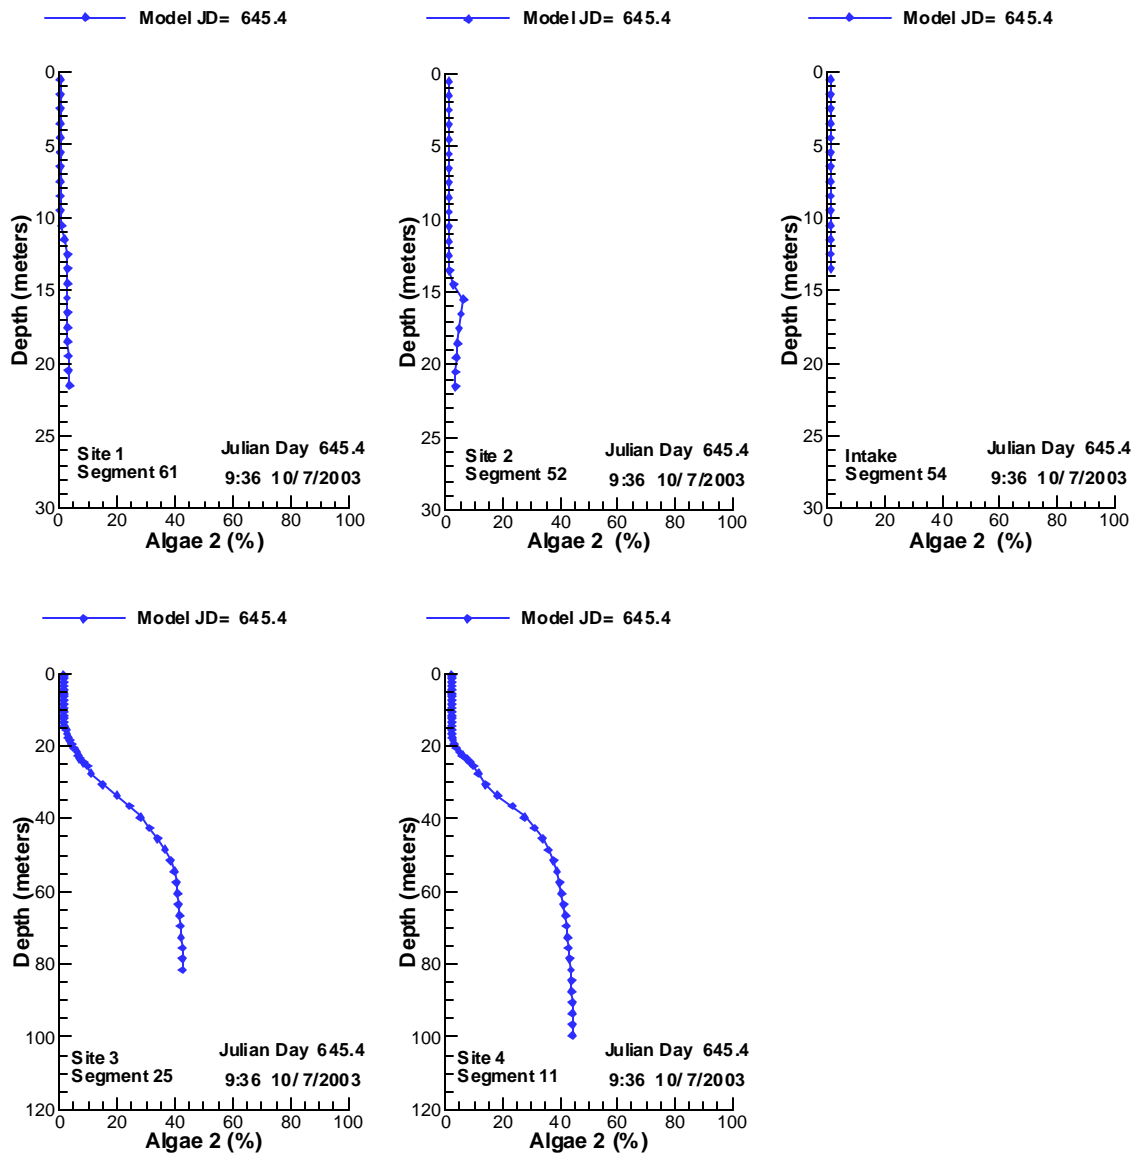 Model JD= 645.4
0
5
10
15
20
25
30
Depth (meters)
Site 1
Segment 61
Julian Day 645.4
9:36 10/7/2003
0 20 40 60 80 100
Algae 2 (%)
Model JD= 645.4
0
5
10
15
20
25
30
Depth (meters)
Site 2
Segment 52
Julian Day 645.4
9:36 10/7/2003
0 20 40 60 80 100
Algae 2 (%)
Model JD= 645.4
0
5
10
15
20
25
30
Depth (meters)
Intake
Segment 54
Julian Day 645.4
9:36 10/7/2003
0 20 40 60 80 100
Algae 2 (%)
Model JD= 645.4
0
20
40
60
80
100
120
Depth (meters)
Site 3
Segment 25
Julian Day 645.4
9:36 10/7/2003
0 20 40 60 80 100
Algae 2 (%)
Model JD= 645.4
0
20
40
60
80
100
120
Depth (meters)
Site 4
Segment 11
Julian Day 645.4
9:36 10/7/2003
0 20 40 60 80 100
Algae 2 (%)